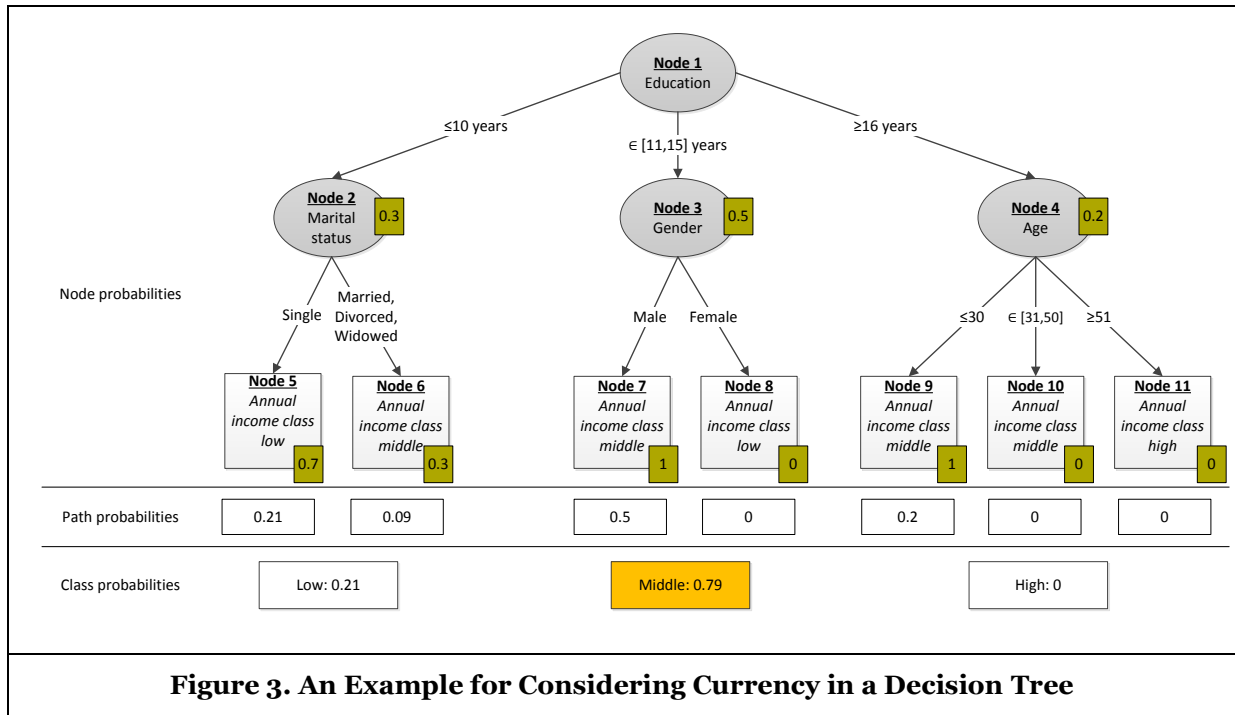 Node 1
Education
≤10 years
∈ [11,15] years
≥16 years
Node 2
Marital
status
0.3
Node 3
Gender
0.5
Node 4
Age
0.2
Node probabilities
Single
Married,
Divorced,
Widowed
Male
Female
≤30
∈ [31,50]
≥51
Node 5
Annual
income class
low
0.7
Node 6
Annual
income class
middle
0.3
Node 7
Annual
income class
middle
1
Node 8
Annual
income class
low
0
Node 9
Annual
income class
middle
1
Node 10
Annual
income class
middle
0
Node 11
Annual
income class
high
0
Path probabilities
0.21
0.09
0.5
0
0.2
0
0
Class probabilities
Low: 0.21
Middle: 0.79
High: 0
Figure 3. An Example for Considering Currency in a Decision Tree